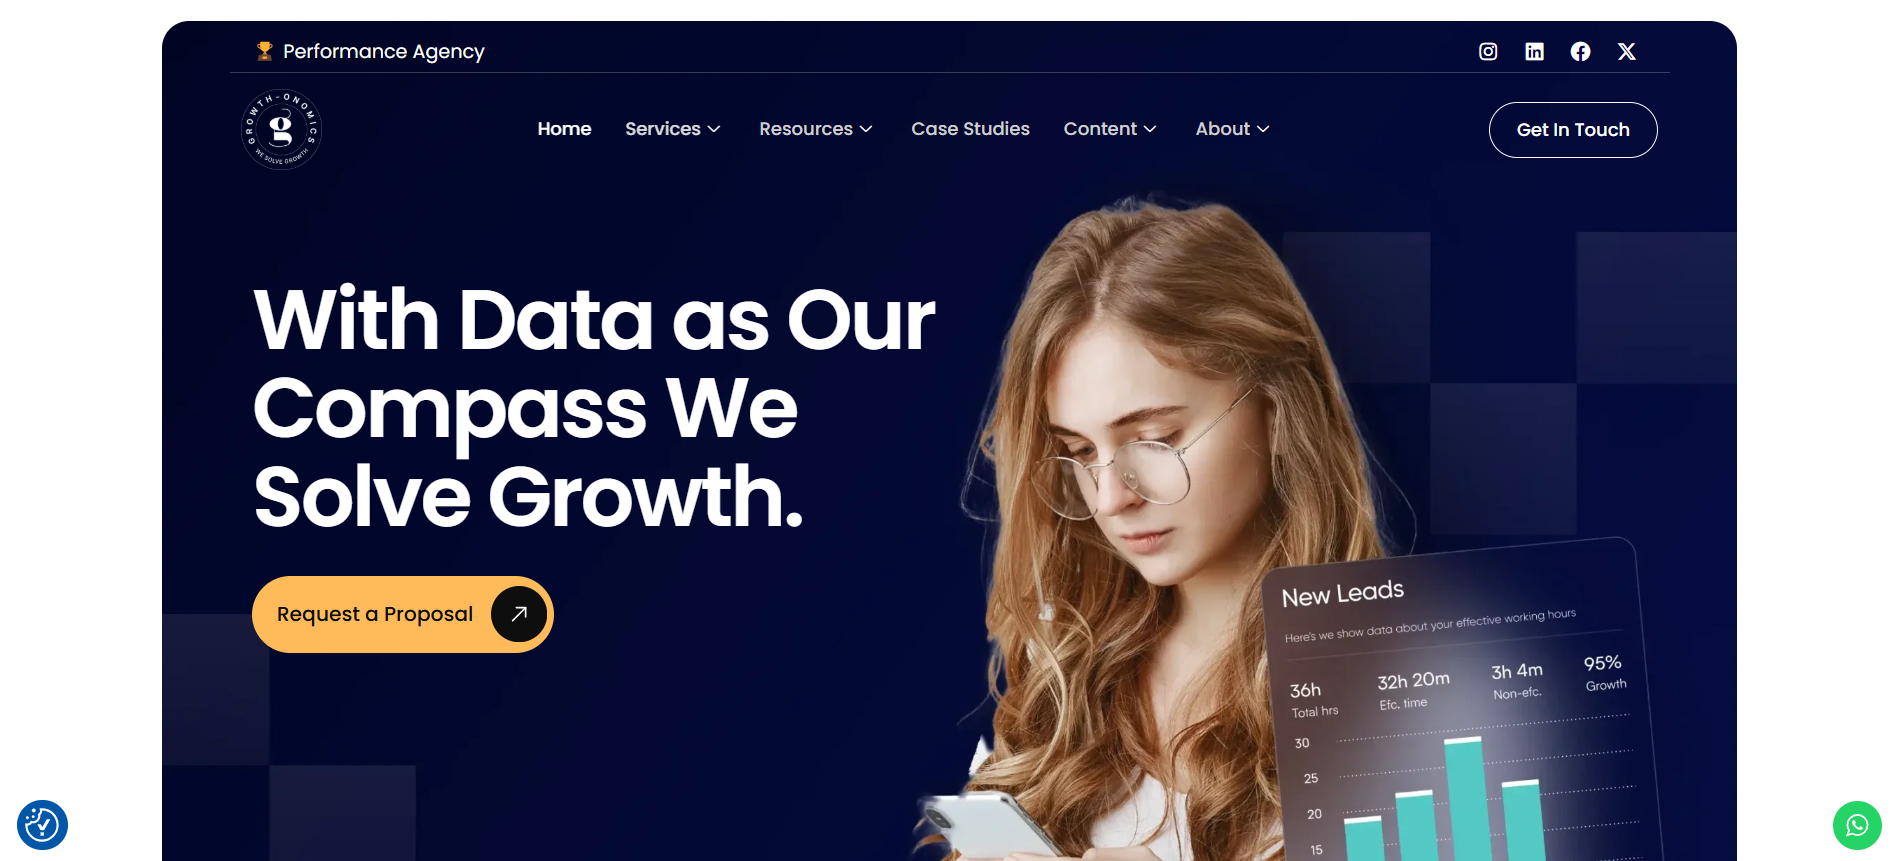 Performance Agency
GROWTH-ONOMICS
g
WE SOLVE GROWTH
Home
Services
Resources
Case Studies
Content
About
Get In Touch
With Data as Our
Compass We
Solve Growth.
Request a Proposal
New Leads
Here's we show data about your effective working hours
36h
Total hrs
32h 20m
Efc. time
3h 4m
Non-efc.
95%
Growth
30
25
20
15